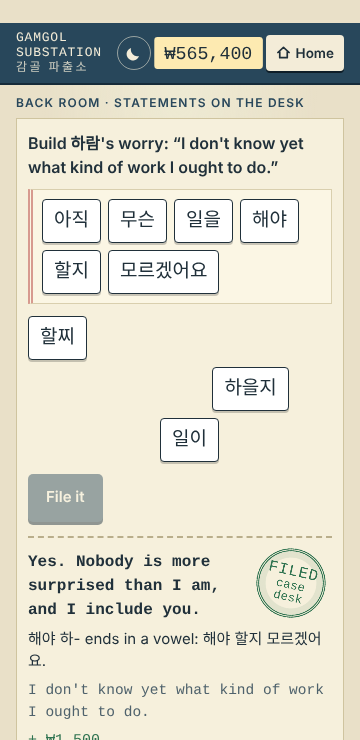 GAMGOL
SUBSTATION
감골 파출소
₩565,400
Home
BACK ROOM · STATEMENTS ON THE DESK
Build 하람's worry: “I don't know yet
what kind of work I ought to do.”
아직 무슨 일을 해야
할지 모르겠어요
할찌
하을지
일이
File it
Yes. Nobody is more
surprised than I am,
and I include you.
FILED
case
desk
해야 하- ends in a vowel: 해야 할지 모르겠어
요.
I don't know yet what kind of work
I ought to do.
+ ₩1,500